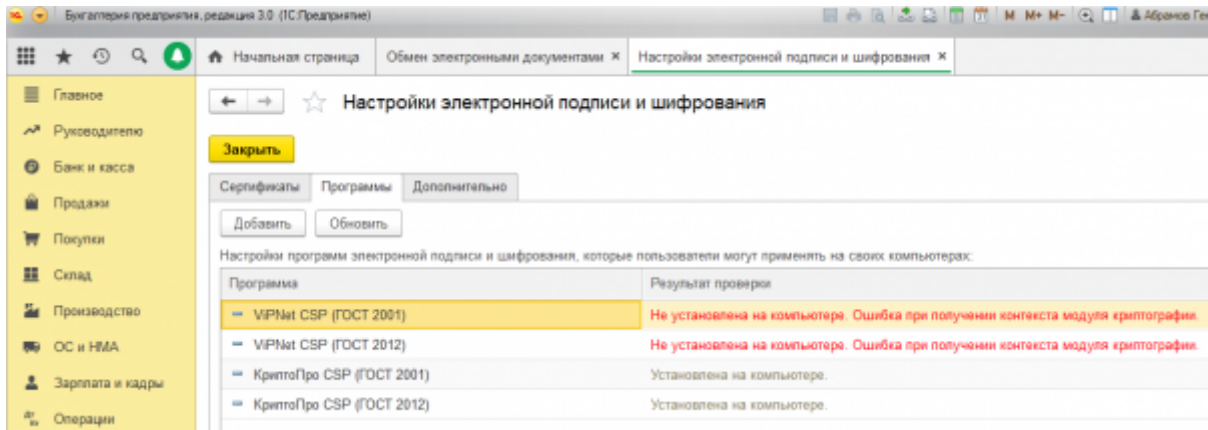 Бухгалтерия предприятия, редакция 3.0 (1С:Предприятие)
M M+ M- Абрамов Ген
Начальная страница Обмен электронными документами × Настройки электронной подписи и шифрования ×
Главное
Руководителю
Банк и касса
Продажи
Покупки
Склад
Производство
ОС и НМА
Зарплата и кадры
Операции
Настройки электронной подписи и шифрования
Закрыть
Сертификаты Программы Дополнительно
Добавить Обновить
Настройки программ электронной подписи и шифрования, которые пользователи могут применять на своих компьютерах:
Программа Результат проверки
ViPNet CSP (ГОСТ 2001) Не установлена на компьютере. Ошибка при получении контекста модуля криптографии.
ViPNet CSP (ГОСТ 2012) Не установлена на компьютере. Ошибка при получении контекста модуля криптографии.
КриптоПро CSP (ГОСТ 2001) Установлена на компьютере.
КриптоПро CSP (ГОСТ 2012) Установлена на компьютере.